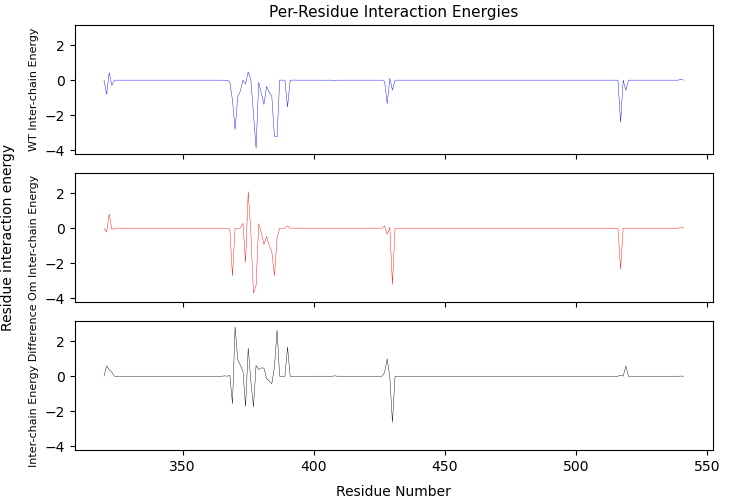 Per-Residue Interaction Energies
Residue interaction energy
WT Inter-chain Energy
2
0
−2
−4
Om Inter-chain Energy
2
0
−2
−4
Inter-chain Energy Difference
2
0
−2
−4
350
400
450
500
550
Residue Number